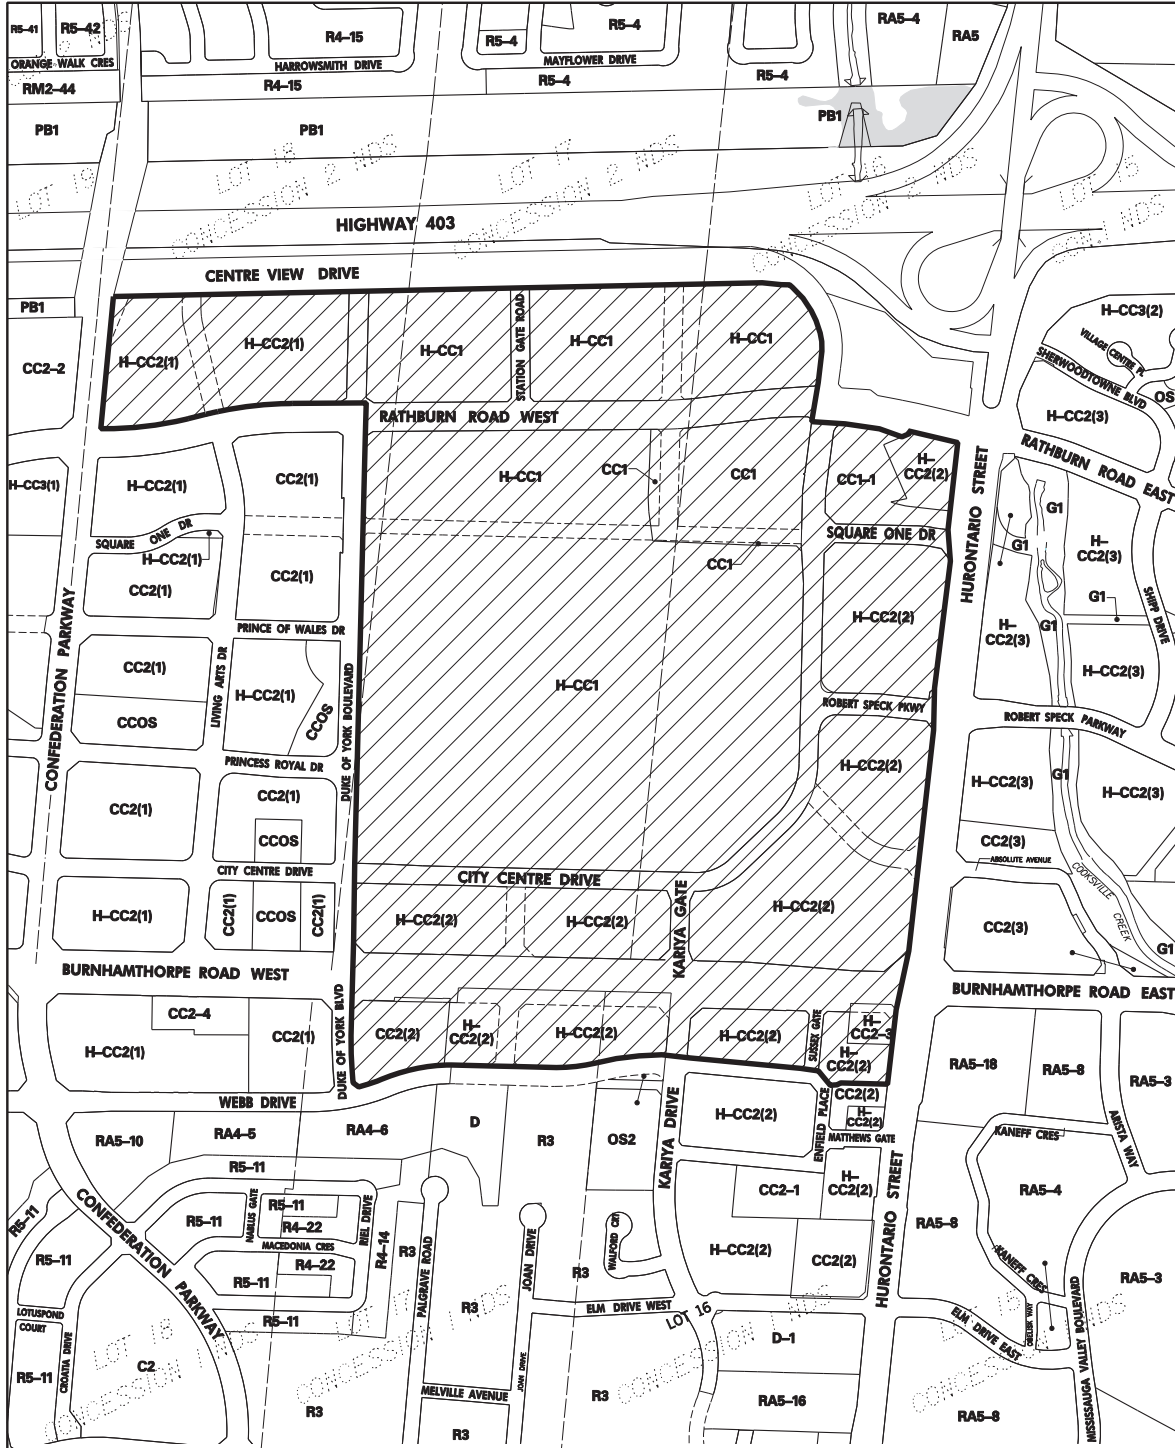 R5–41
R5–42
R4–15
R5–4
R5–4
RA5–4
RA5
ORANGE WALK CRES
HARROWSMITH DRIVE
MAYFLOWER DRIVE
RM2–44
R4–15
R5–4
R5–4
PB1
PB1
PB1
LOT 19
LOT 18
CONCESSION 2 NDS
LOT 17
CONCESSION 2 NDS
HIGHWAY 403
CENTRE VIEW DRIVE
PB1
CC2–2
H–CC2(1)
H–CC2(1)
H–CC1
STATION GATE ROAD
H–CC1
H–CC1
H–CC3(2)
VILLAGE CENTRE PL
SHERWOODTOWNE BLVD
OS
H–CC2(3)
RATHBURN ROAD WEST
RATHBURN ROAD EAST
H–CC3(1)
H–CC2(1)
CC2(1)
H–CC1
CC1
CC1
CC1–1
H–
CC2(2)
HURONTARIO STREET
G1
SQUARE ONE DR
H–CC2(1)
CC2(1)
CC2(1)
CC1
SQUARE ONE DR
G1
H–
CC2(3)
G1
SHIPP DRIVE
CONFEDERATION PARKWAY
PRINCE OF WALES DR
H–CC2(2)
H–
CC2(3)
G1
CC2(1)
LIVING ARTS DR
H–CC2(1)
CCOS
DUKE OF YORK BOULEVARD
H–CC1
H–CC2(3)
CCOS
ROBERT SPECK PKWY
ROBERT SPECK PARKWAY
PRINCESS ROYAL DR
H–CC2(2)
H–CC2(3)
G1
H–CC2(3)
CC2(1)
CC2(1)
CCOS
CC2(3)
ABSOLUTE AVENUE
CITY CENTRE DRIVE
CITY CENTRE DRIVE
COOKSVILLE CREEK
H–CC2(1)
CC2(1)
CCOS
CC2(1)
H–CC2(2)
H–CC2(2)
KARIYA GATE
H–CC2(2)
CC2(3)
G1
BURNHAMTHORPE ROAD WEST
BURNHAMTHORPE ROAD EAST
CC2–4
H–CC2(1)
CC2(1)
DUKE OF YORK BLVD
CC2(2)
H–
CC2(2)
H–CC2(2)
H–CC2(2)
SUSSEX GATE
H–
CC2–3
H–
CC2(2)
RA5–18
RA5–8
RA5–3
WEBB DRIVE
CC2(2)
H–
CC2(2)
RA5–10
RA4–5
RA4–6
D
R3
OS2
KARIYA DRIVE
H–CC2(2)
ENFIELD PLACE
MATTHEWS GATE
KANEFF CRES
ARISTA WAY
R5–11
CC2–1
H–
CC2(2)
HURONTARIO STREET
RA5–4
R5–11
CONFEDERATION PARKWAY
R5–11
NABLUS GATE
R5–11
R4–22
RIEL DRIVE
R4–14
R3
PALGRAVE ROAD
JOAN DRIVE
WALFORD CRT
RA5–8
MACEDONIA CRES
H–CC2(2)
CC2(2)
KANEFF CRES
R5–11
R4–22
R5–11
R3
RA5–3
LOTUSPOND
COURT
R5–11
R3
ELM DRIVE WEST
LOT 16
ELM DRIVE EAST
OBELISK WAY
MISSISSAUGA VALLEY BOULEVARD
R5–11
CROATIA DRIVE
LOT 18
C2
D–1
JOAN DRIVE
MELVILLE AVENUE
R3
R3
RA5–16
RA5–8
R3